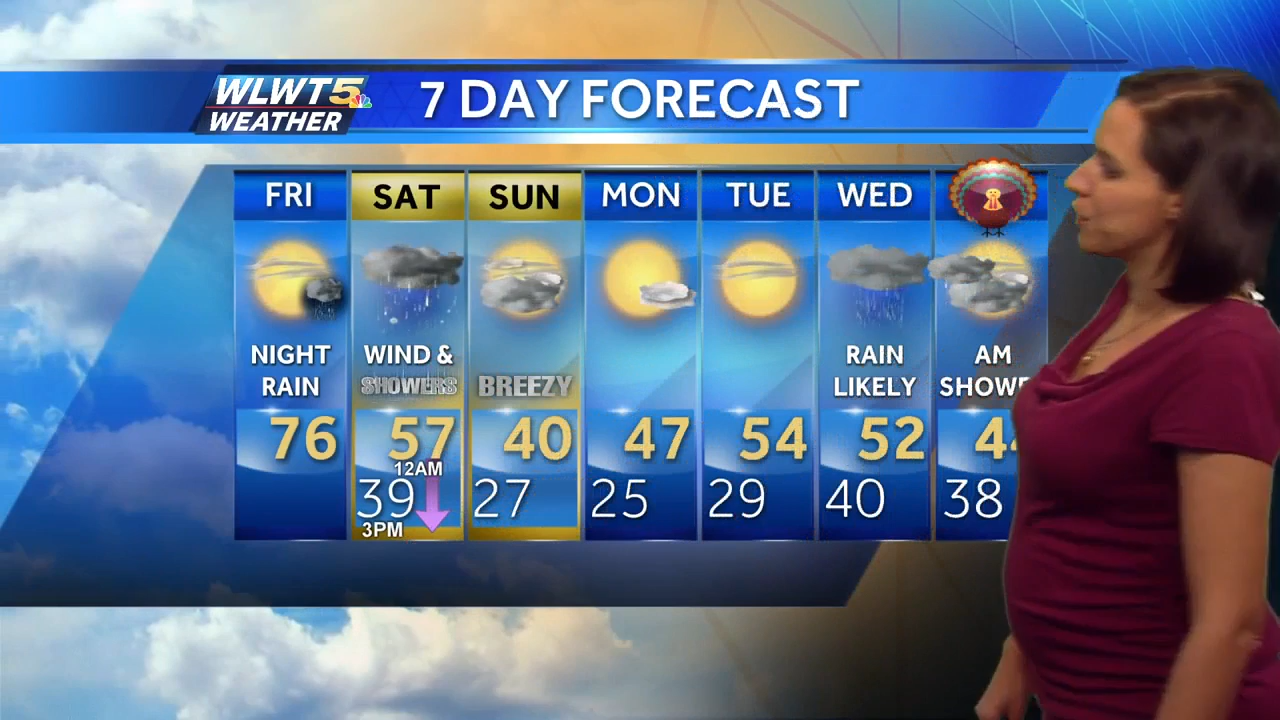 WLWT5
WEATHER
7 DAY FORECAST
FRI
SAT
SUN
MON
TUE
WED
NIGHT
RAIN
WIND &
SHOWERS
BREEZY
RAIN
LIKELY
AM
76
57
40
47
54
52
12AM
39
27
25
29
40
38
3PM